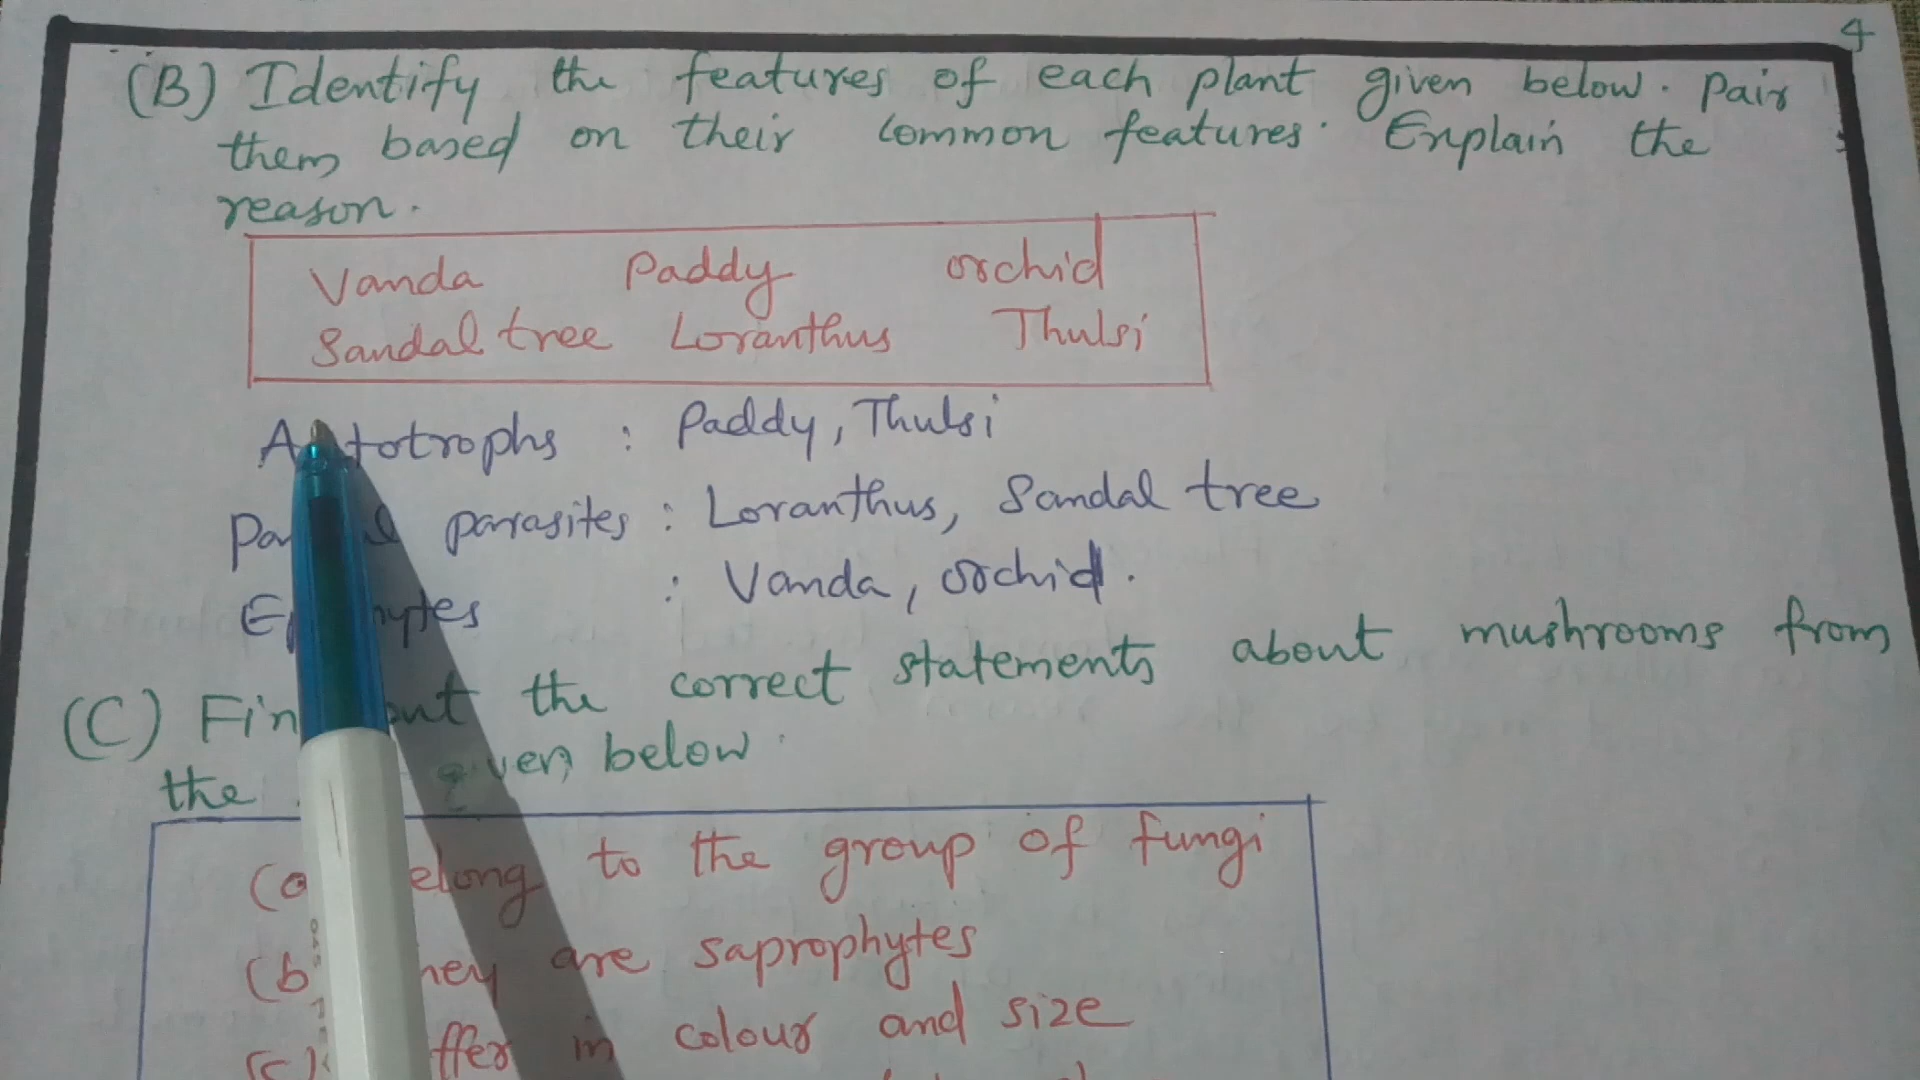 4
(B) Identify the features of each plant given below. Pair
them based on their common features. Explain the
reason.
Vanda Paddy orchid
Sandal tree Loranthus Thulsi
: Paddy, Thulsi
parasites : Loranthus, Sandal tree
: Vanda, orchid.
(C) the correct statements about mushrooms from
the given below.
to the group of fungi
are saprophytes
in colour and size